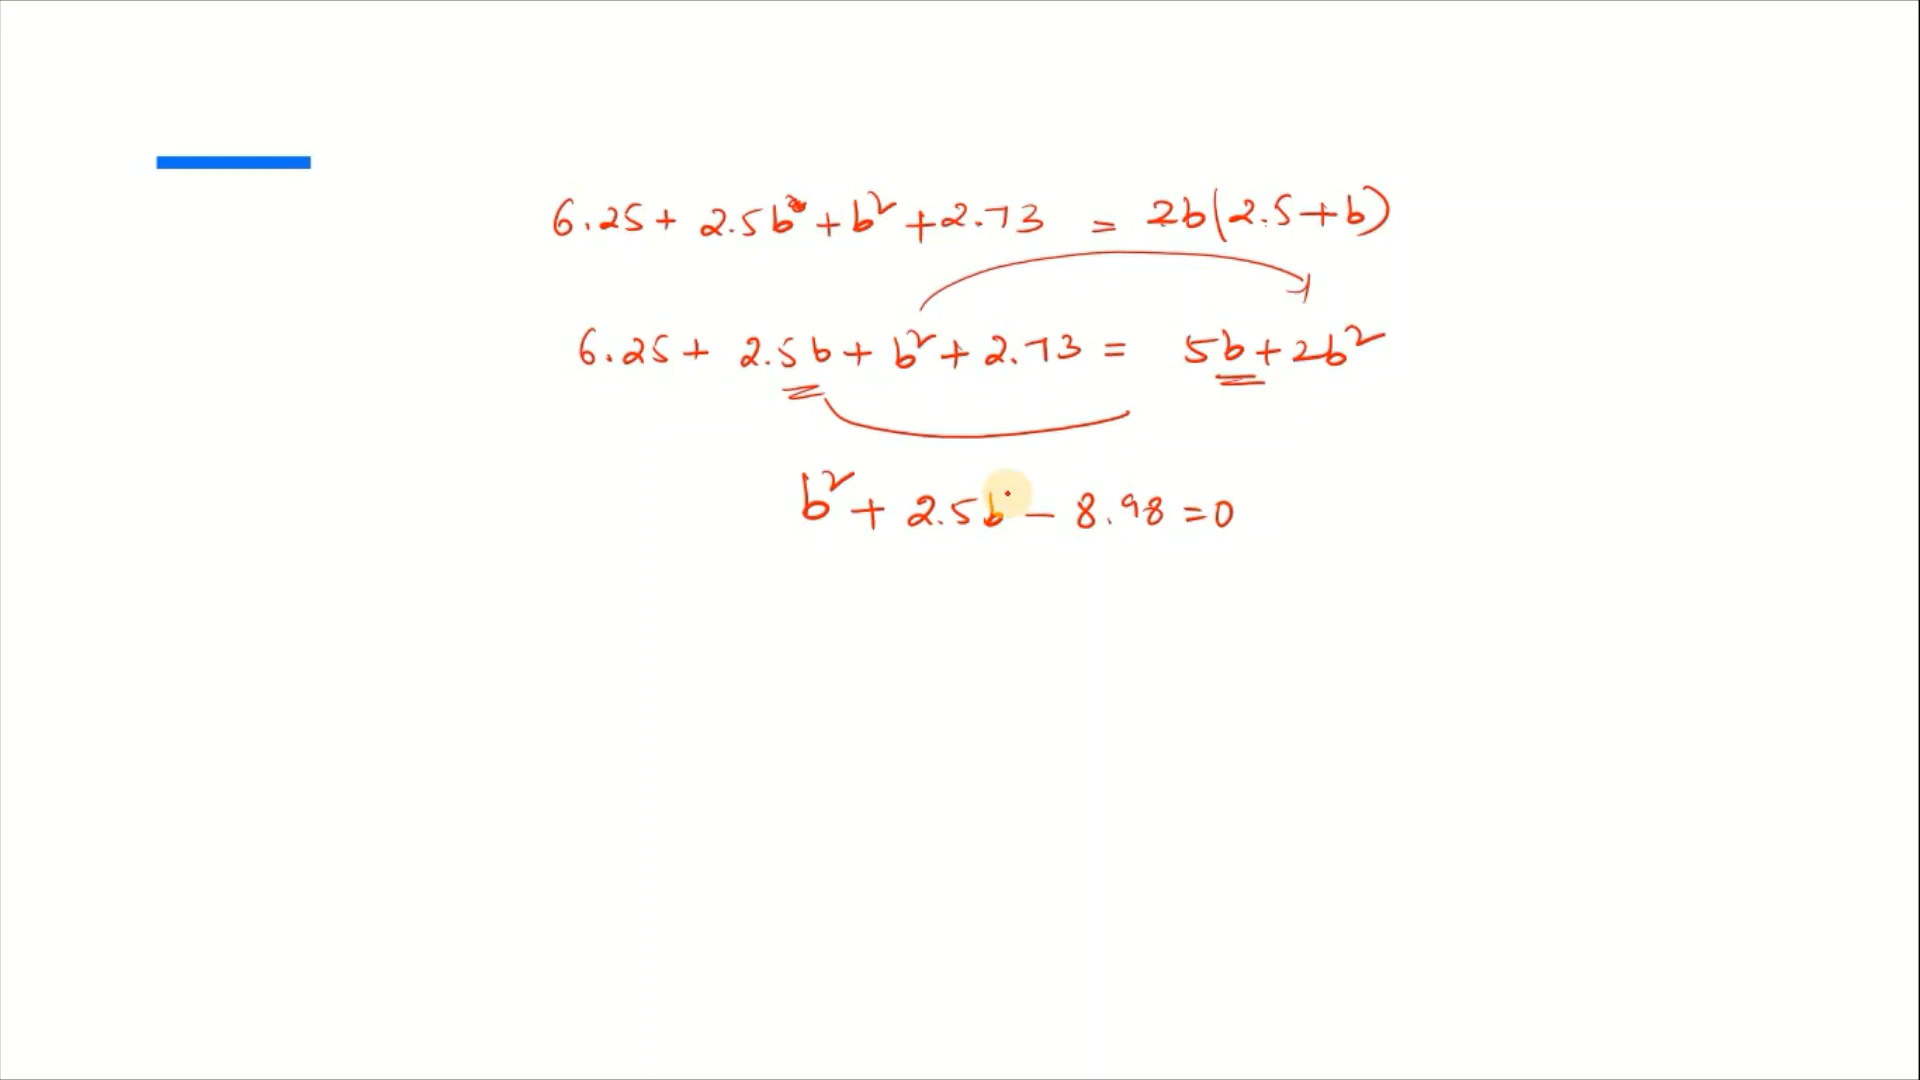 6.25 + 2.5b + b² + 2.73 = 2b(2.5+b)
6.25 + 2.5b + b² + 2.73 = 5b + 2b²
b² + 2.5b − 8.98 = 0